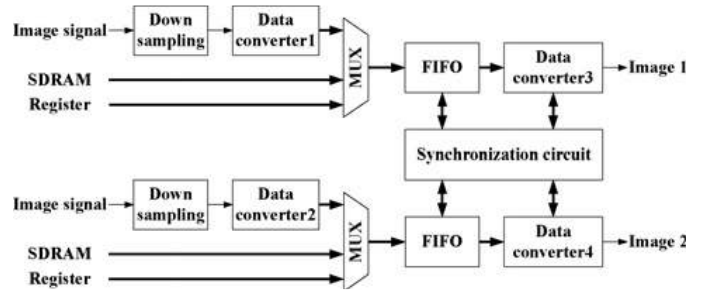 Image signal
Down
sampling
Data
converter1
SDRAM
Register
MUX
FIFO
Data
converter3
Image 1
Synchronization circuit
Image signal
Down
sampling
Data
converter2
SDRAM
Register
MUX
FIFO
Data
converter4
Image 2